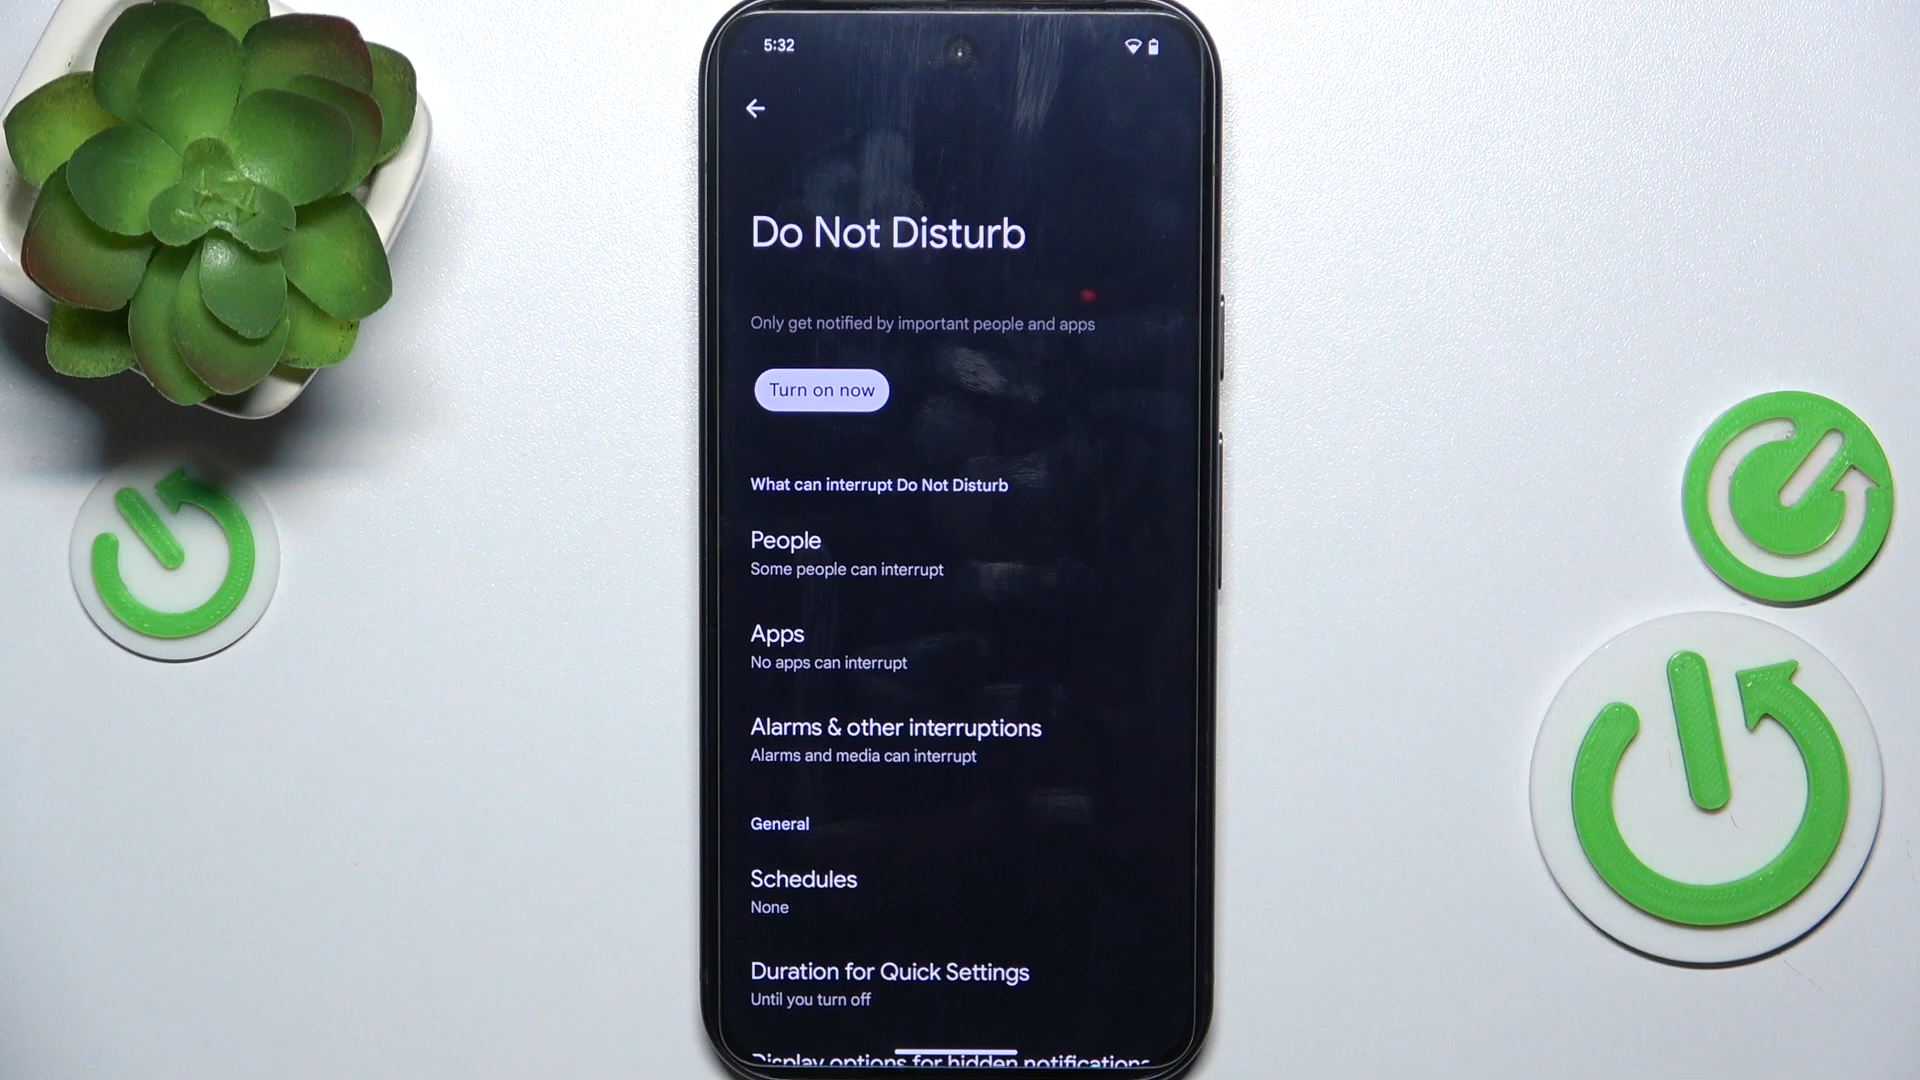 5:32
Do Not Disturb
Only get notified by important people and apps
Turn on now
What can interrupt Do Not Disturb
People
Some people can interrupt
Apps
No apps can interrupt
Alarms & other interruptions
Alarms and media can interrupt
General
Schedules
None
Duration for Quick Settings
Until you turn off
Display options for hidden notifications